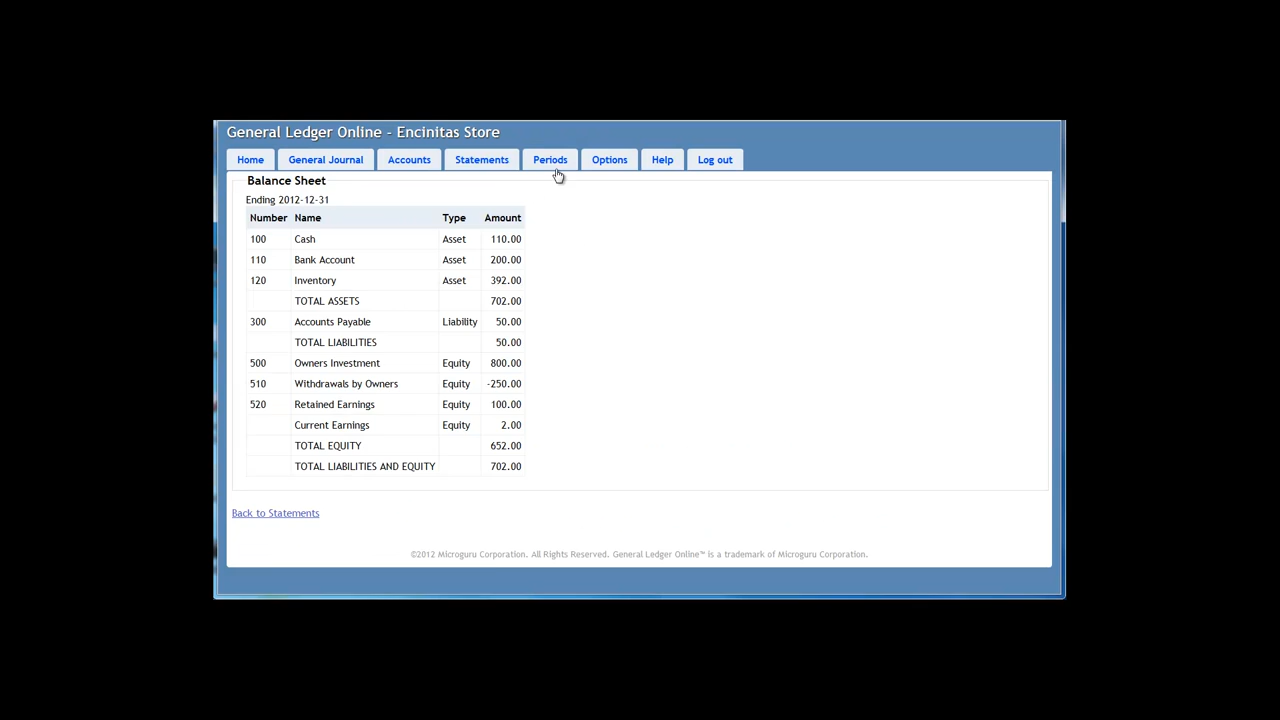 General Ledger Online - Encinitas Store
Home General Journal Accounts Statements Periods Options Help Log out
Balance Sheet
Ending 2012-12-31
Number Name Type Amount
100 Cash Asset 110.00
110 Bank Account Asset 200.00
120 Inventory Asset 392.00
TOTAL ASSETS 702.00
300 Accounts Payable Liability 50.00
TOTAL LIABILITIES 50.00
500 Owners Investment Equity 800.00
510 Withdrawals by Owners Equity -250.00
520 Retained Earnings Equity 100.00
Current Earnings Equity 2.00
TOTAL EQUITY 652.00
TOTAL LIABILITIES AND EQUITY 702.00
Back to Statements
©2012 Microguru Corporation. All Rights Reserved. General Ledger Online™ is a trademark of Microguru Corporation.